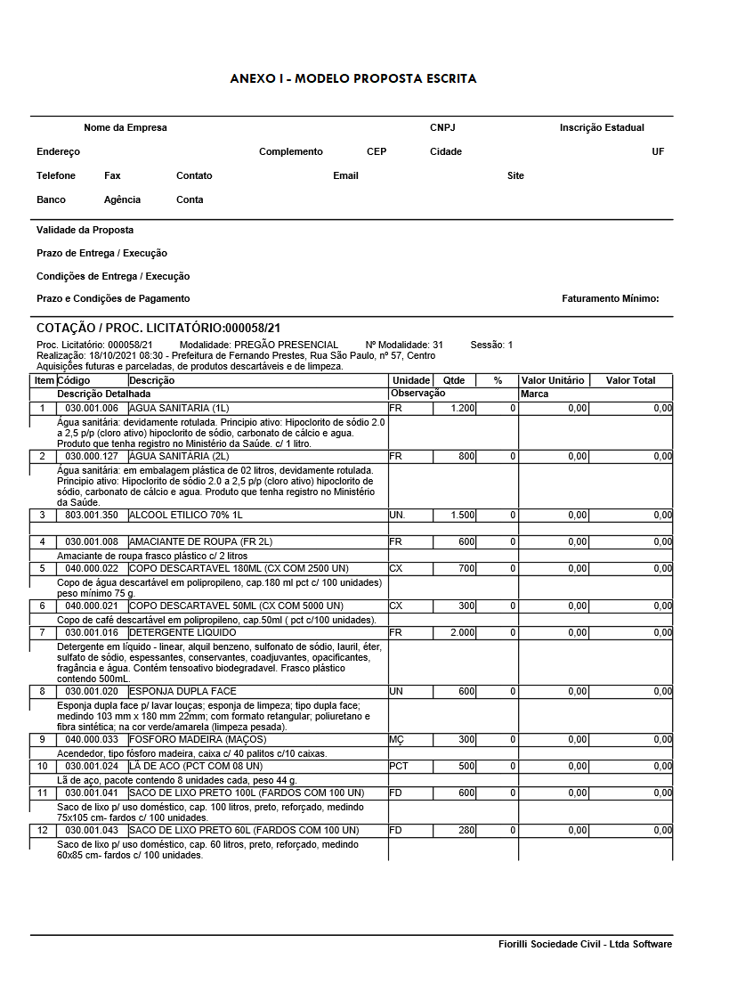 ANEXO I - MODELO PROPOSTA ESCRITA
Nome da Empresa CNPJ Inscrição Estadual
Endereço Complemento CEP Cidade UF
Telefone Fax Contato Email Site
Banco Agência Conta
Validade da Proposta
Prazo de Entrega / Execução
Condições de Entrega / Execução
Prazo e Condições de Pagamento Faturamento Mínimo:
COTAÇÃO / PROC. LICITATÓRIO:000058/21
Proc. Licitatório: 000058/21 Modalidade: PREGÃO PRESENCIAL Nº Modalidade: 31 Sessão: 1
Realização: 18/10/2021 08:30 - Prefeitura de Fernando Prestes, Rua São Paulo, nº 57, Centro
Aquisições futuras e parceladas, de produtos descartáveis e de limpeza.
Item Código Descrição Unidade Qtde % Valor Unitário Valor Total
Descrição Detalhada Observação Marca
1 030.001.006 AGUA SANITARIA (1L) FR 1.200 0 0,00 0,00
Água sanitária: devidamente rotulada. Principio ativo: Hipoclorito de sódio 2.0
a 2,5 p/p (cloro ativo) hipoclorito de sódio, carbonato de cálcio e agua.
Produto que tenha registro no Ministério da Saúde. c/ 1 litro.
2 030.000.127 AGUA SANITÁRIA (2L) FR 800 0 0,00 0,00
Água sanitária: em embalagem plástica de 02 litros, devidamente rotulada.
Principio ativo: Hipoclorito de sódio 2.0 a 2,5 p/p (cloro ativo) hipoclorito de
sódio, carbonato de cálcio e agua. Produto que tenha registro no Ministério
da Saúde.
3 803.001.350 ALCOOL ETILICO 70% 1L UN. 1.500 0 0,00 0,00
4 030.001.008 AMACIANTE DE ROUPA (FR 2L) FR 600 0 0,00 0,00
Amaciante de roupa frasco plástico c/ 2 litros
5 040.000.022 COPO DESCARTAVEL 180ML (CX COM 2500 UN) CX 700 0 0,00 0,00
Copo de água descartável em polipropileno, cap.180 ml pct c/ 100 unidades)
peso mínimo 75 g.
6 040.000.021 COPO DESCARTAVEL 50ML (CX COM 5000 UN) CX 300 0 0,00 0,00
Copo de café descartável em polipropileno, cap.50ml ( pct c/100 unidades).
7 030.001.016 DETERGENTE LÍQUIDO FR 2.000 0 0,00 0,00
Detergente em líquido - linear, alquil benzeno, sulfonato de sódio, lauril, éter,
sulfato de sódio, espessantes, conservantes, coadjuvantes, opacificantes,
fragância e água. Contém tensoativo biodegradavel. Frasco plástico
contendo 500mL.
8 030.001.020 ESPONJA DUPLA FACE UN 600 0 0,00 0,00
Esponja dupla face p/ lavar louças; esponja de limpeza; tipo dupla face;
medindo 103 mm x 180 mm 22mm; com formato retangular; poliuretano e
fibra sintética; na cor verde/amarela (limpeza pesada).
9 040.000.033 FOSFORO MADEIRA (MAÇOS) MÇ 300 0 0,00 0,00
Acendedor, tipo fósforo madeira, caixa c/ 40 palitos c/10 caixas.
10 030.001.024 LÃ DE ACO (PCT COM 08 UN) PCT 500 0 0,00 0,00
Lã de aço, pacote contendo 8 unidades cada, peso 44 g.
11 030.001.041 SACO DE LIXO PRETO 100L (FARDOS COM 100 UN) FD 600 0 0,00 0,00
Saco de lixo p/ uso doméstico, cap. 100 litros, preto, reforçado, medindo
75x105 cm- fardos c/ 100 unidades.
12 030.001.043 SACO DE LIXO PRETO 60L (FARDOS COM 100 UN) FD 280 0 0,00 0,00
Saco de lixo p/ uso doméstico, cap. 60 litros, preto, reforçado, medindo
60x85 cm- fardos c/ 100 unidades.
Fiorilli Sociedade Civil - Ltda Software